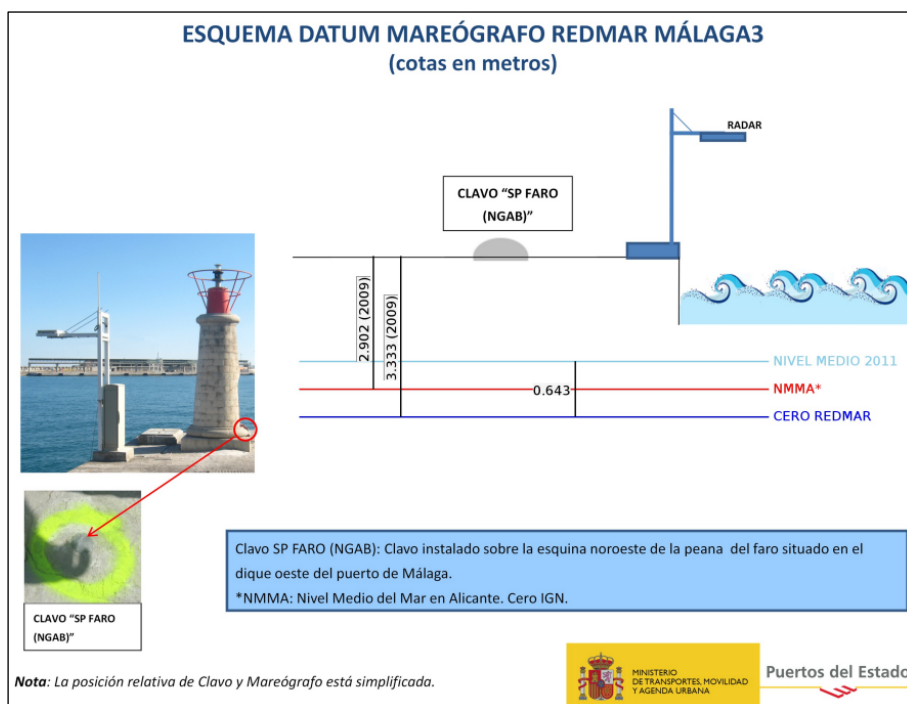 ESQUEMA DATUM MAREÓGRAFO REDMAR MÁLAGA3
(cotas en metros)
RADAR
CLAVO “SP FARO
(NGAB)”
2.902 (2009)
3.333 (2009)
NIVEL MEDIO 2011
0.643
NMMA*
CERO REDMAR
Clavo SP FARO (NGAB): Clavo instalado sobre la esquina noroeste de la peana del faro situado en el
dique oeste del puerto de Málaga.
*NMMA: Nivel Medio del Mar en Alicante. Cero IGN.
CLAVO “SP FARO
(NGAB)”
Nota: La posición relativa de Clavo y Mareógrafo está simplificada.
MINISTERIO
DE TRANSPORTES, MOVILIDAD
Y AGENDA URBANA
Puertos del Estado